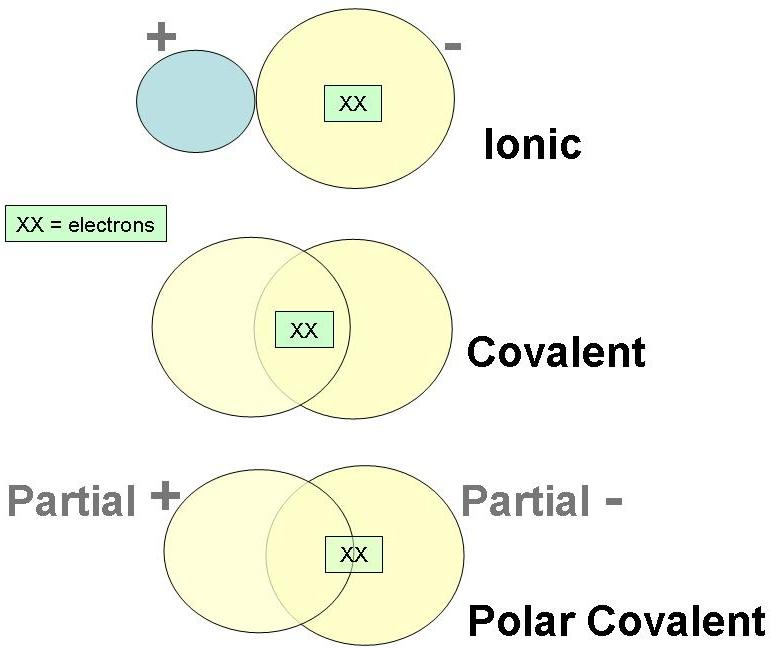 +
-
XX
Ionic
XX = electrons
XX
Covalent
Partial +
Partial -
XX
Polar Covalent